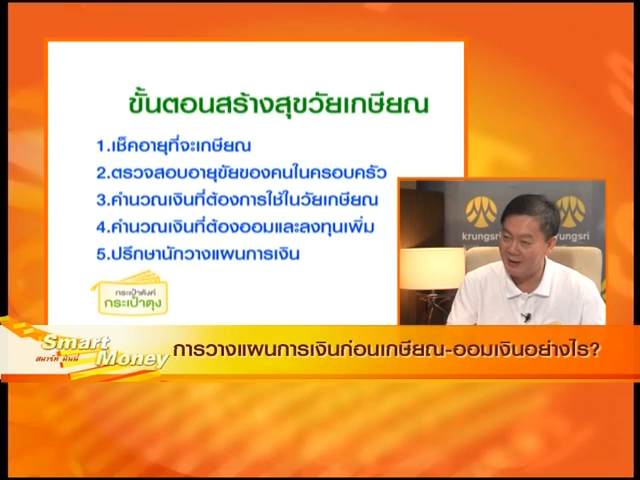 ขั้นตอนสร้างสุขวัยเกษียณ
1.เช็คอายุที่จะเกษียณ
2.ตรวจสอบอายุขัยของคนในครอบครัว
3.คำนวณเงินที่ต้องการใช้ในวัยเกษียณ
4.คำนวณเงินที่ต้องออมและลงทุนเพิ่ม
5.ปรึกษานักวางแผนการเงิน
กระเป๋าตังค์
กระเป๋าตุง
krungsri
krungsri
Smart
สมาร์ท มันนี่
Money
การวางแผนการเงินก่อนเกษียณ-ออมเงินอย่างไร?